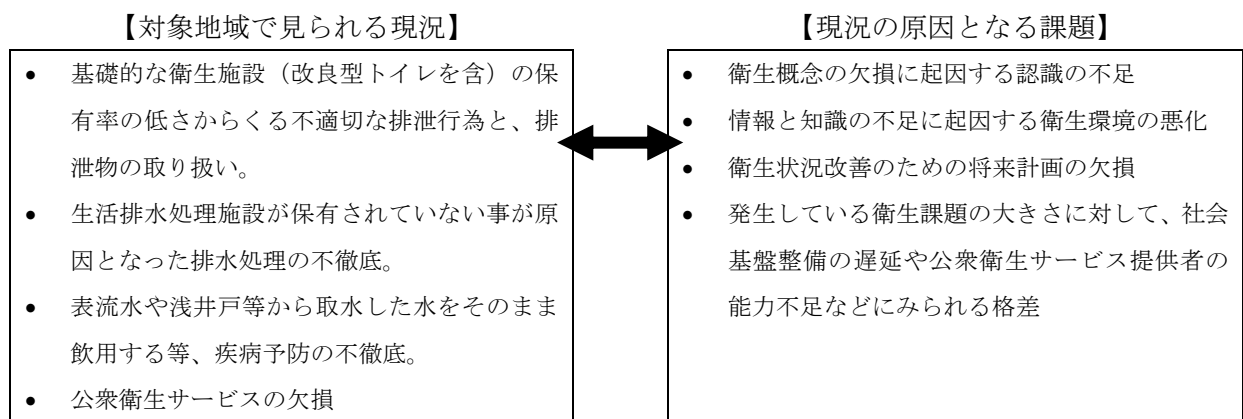 【対象地域で見られる現況】
• 基礎的な衛生施設（改良型トイレを含）の保
有率の低さからくる不適切な排泄行為と、排
泄物の取り扱い。
• 生活排水処理施設が保有されていない事が原
因となった排水処理の不徹底。
• 表流水や浅井戸等から取水した水をそのまま
飲用する等、疾病予防の不徹底。
• 公衆衛生サービスの欠損
【現況の原因となる課題】
• 衛生概念の欠損に起因する認識の不足
• 情報と知識の不足に起因する衛生環境の悪化
• 衛生状況改善のための将来計画の欠損
• 発生している衛生課題の大きさに対して、社会
基盤整備の遅延や公衆衛生サービス提供者の
能力不足などにみられる格差